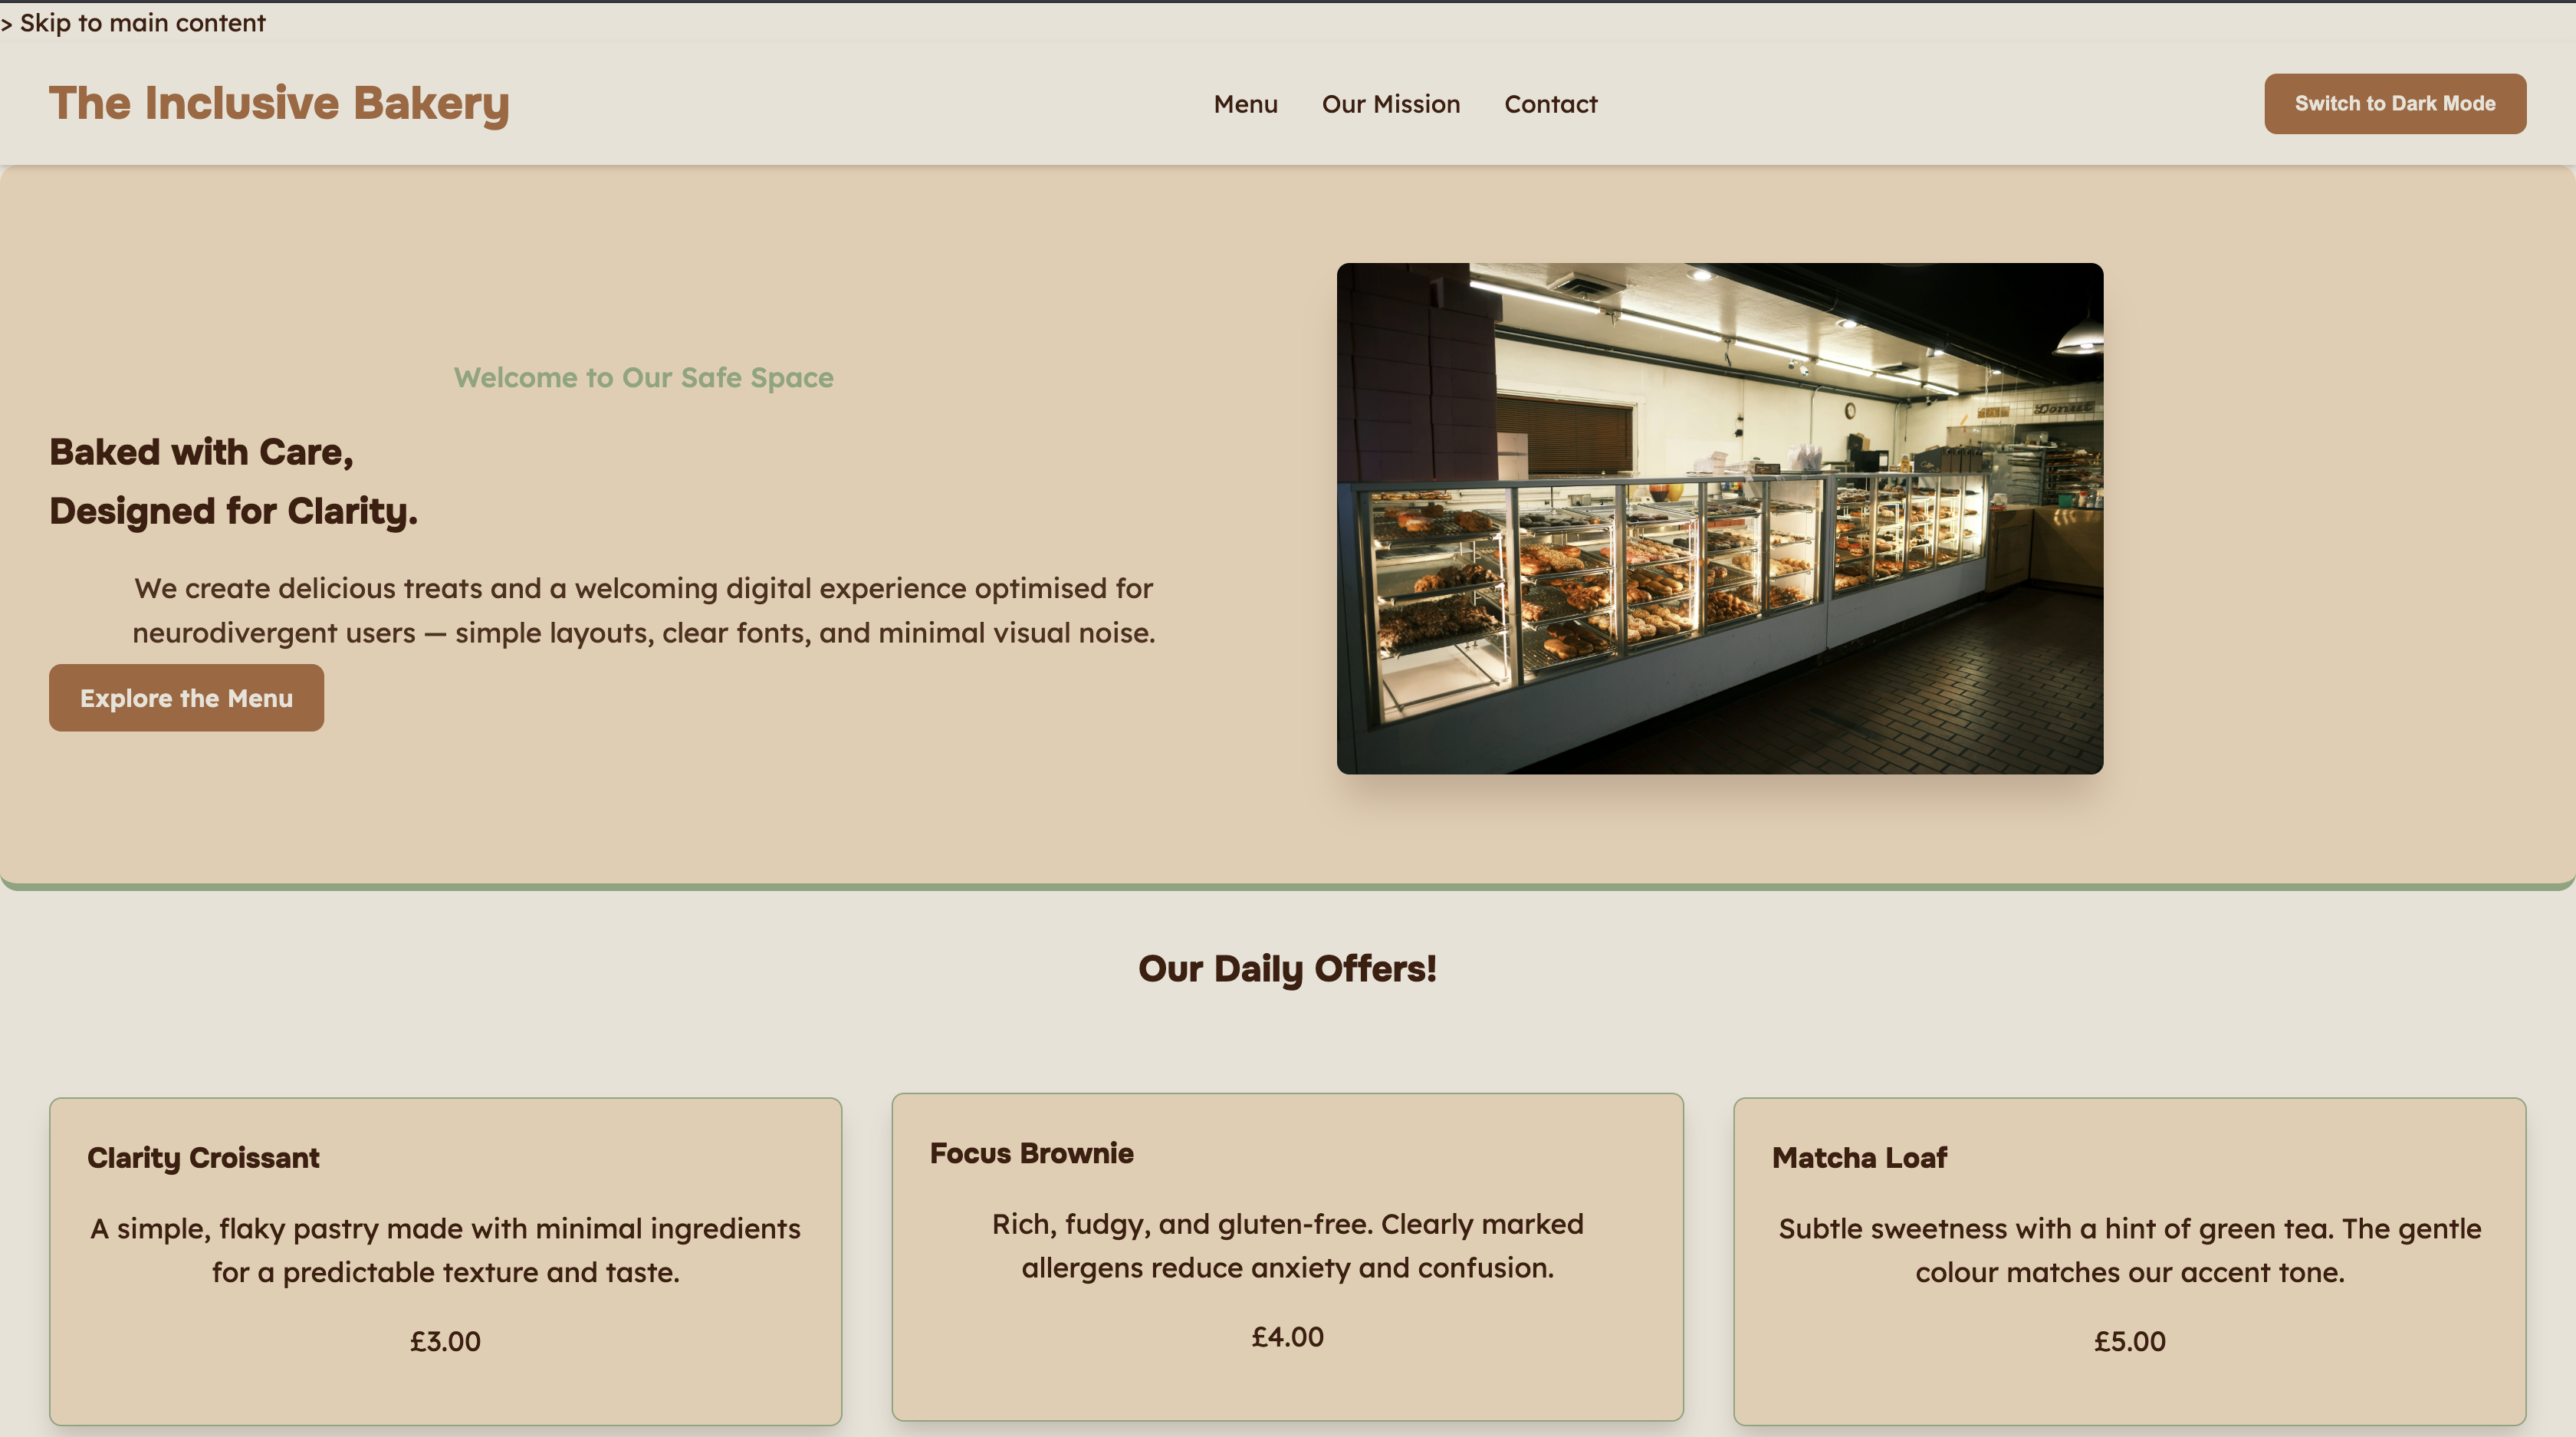 > Skip to main content
The Inclusive Bakery
Menu
Our Mission
Contact
Switch to Dark Mode
Welcome to Our Safe Space
Baked with Care,
Designed for Clarity.
We create delicious treats and a welcoming digital experience optimised for
neurodivergent users — simple layouts, clear fonts, and minimal visual noise.
Explore the Menu
Donut
Our Daily Offers!
Clarity Croissant
A simple, flaky pastry made with minimal ingredients
for a predictable texture and taste.
£3.00
Focus Brownie
Rich, fudgy, and gluten-free. Clearly marked
allergens reduce anxiety and confusion.
£4.00
Matcha Loaf
Subtle sweetness with a hint of green tea. The gentle
colour matches our accent tone.
£5.00